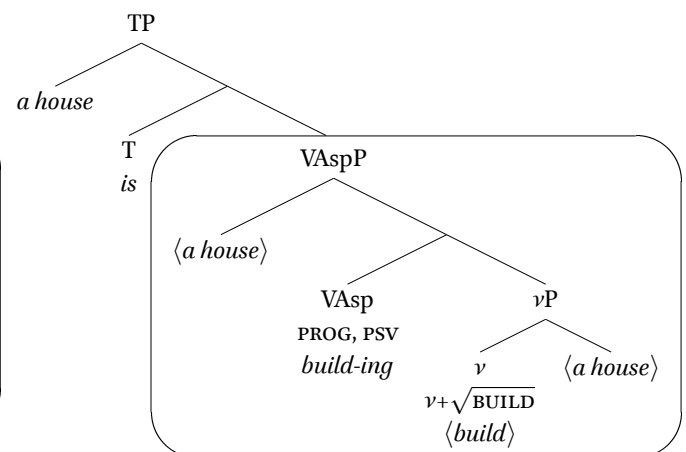 TP
a house
T
is
VAspP
⟨a house⟩
VAsp
PROG, PSV
build-ing
νP
ν
ν+√BUILD
⟨build⟩
⟨a house⟩